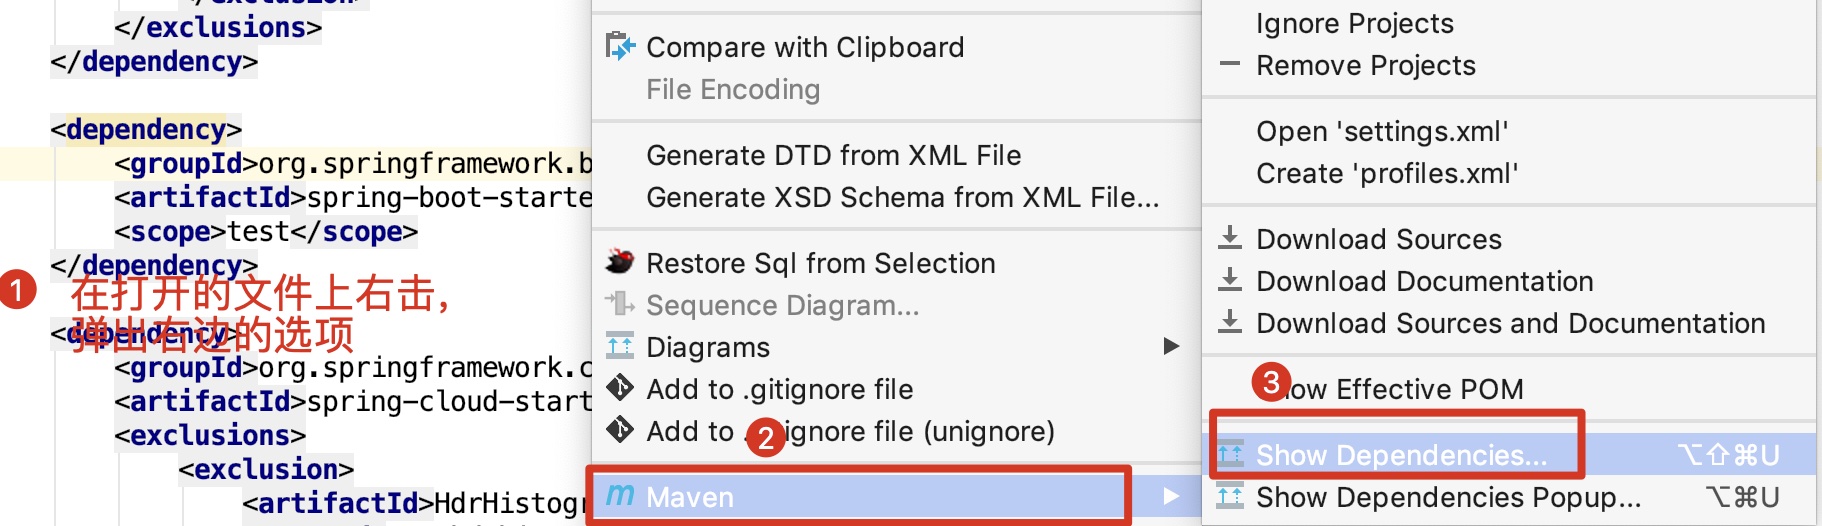 </exclusion>
</exclusions>
</dependency>
<dependency>
<groupId>org.springframework.b
<artifactId>spring-boot-starte
<scope>test</scope>
</dependency>
1 在打开的文件上右击，
弹出右边的选项
<dependency>
<groupId>org.springframework.c
<artifactId>spring-cloud-start
<exclusions>
<exclusion>
<artifactId>HdrHistogr
Compare with Clipboard
File Encoding
Generate DTD from XML File
Generate XSD Schema from XML File...
Restore Sql from Selection
Sequence Diagram...
Diagrams
Add to .gitignore file
Add to .gitignore file (unignore)
2
m Maven
Ignore Projects
Remove Projects
Open 'settings.xml'
Create 'profiles.xml'
Download Sources
Download Documentation
Download Sources and Documentation
3
Show Effective POM
Show Dependencies... ⌥⇧⌘U
Show Dependencies Popup... ⌥⌘U